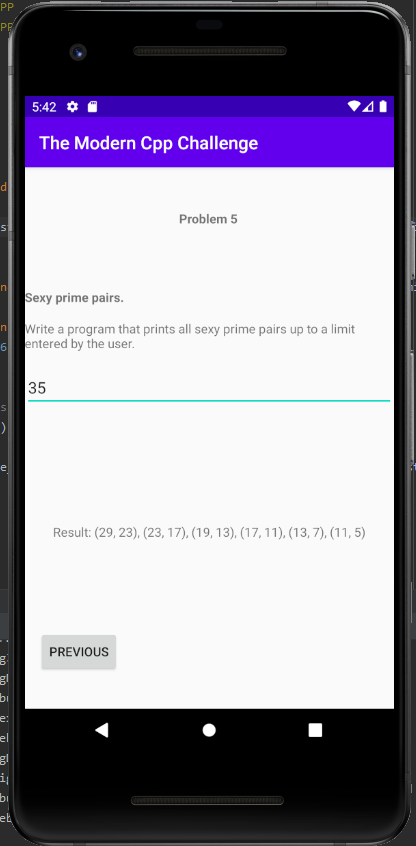 5:42
The Modern Cpp Challenge
Problem 5
Sexy prime pairs.
Write a program that prints all sexy prime pairs up to a limit
entered by the user.
35
Result: (29, 23), (23, 17), (19, 13), (17, 11), (13, 7), (11, 5)
PREVIOUS